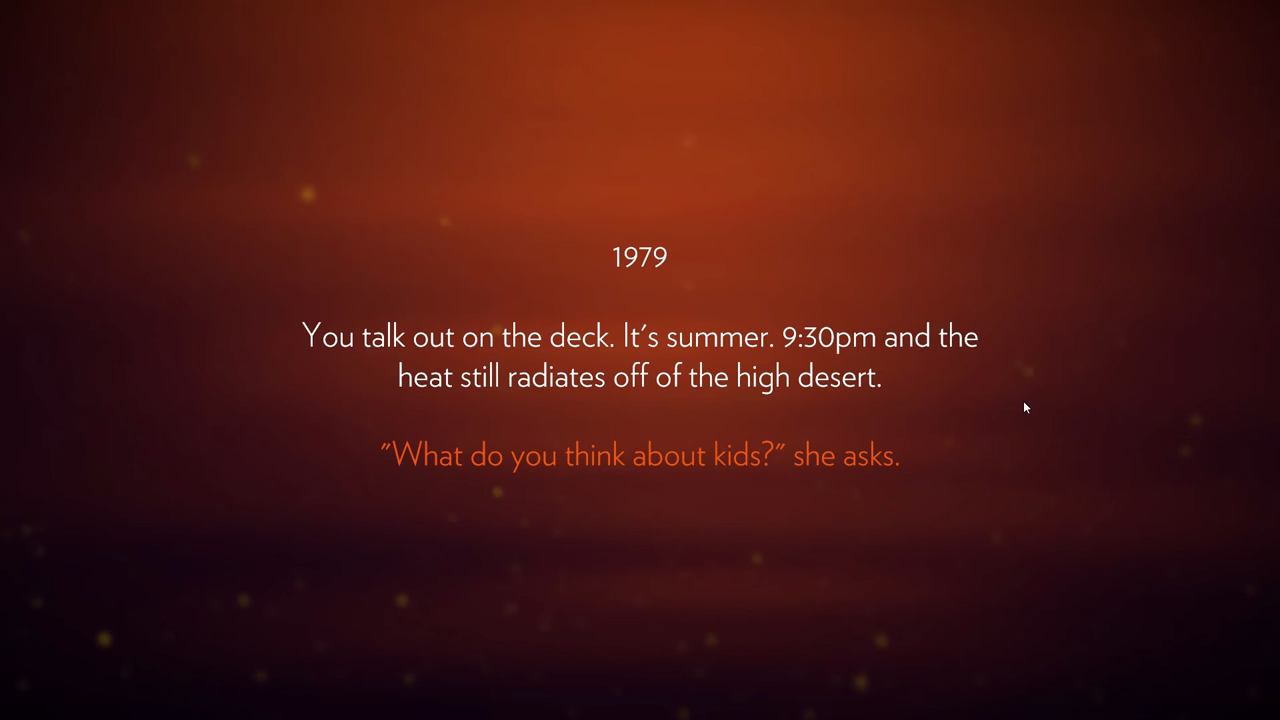 1979
You talk out on the deck. It's summer. 9:30pm and the
heat still radiates off of the high desert.
"What do you think about kids?" she asks.